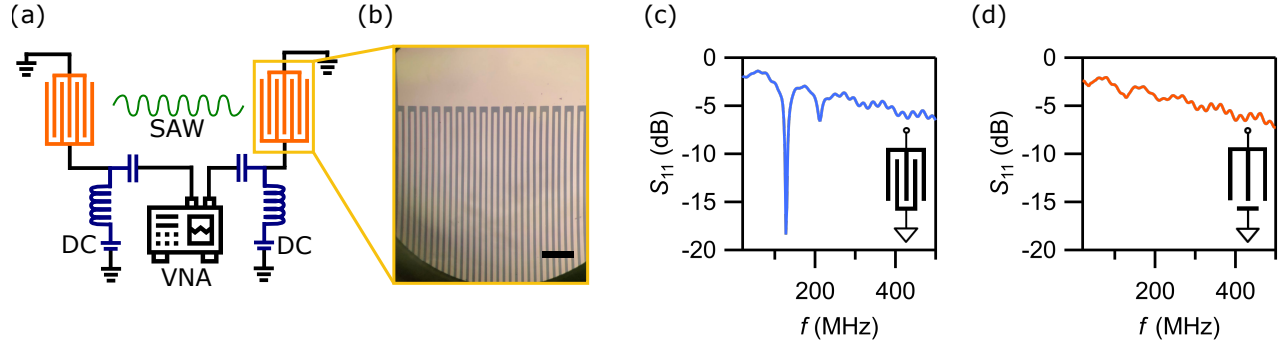 (a)
SAW
DC
DC
VNA
(b)
(c)
S₁₁ (dB)
0
-5
-10
-15
-20
200
400
f (MHz)
(d)
S₁₁ (dB)
0
-5
-10
-15
-20
200
400
f (MHz)